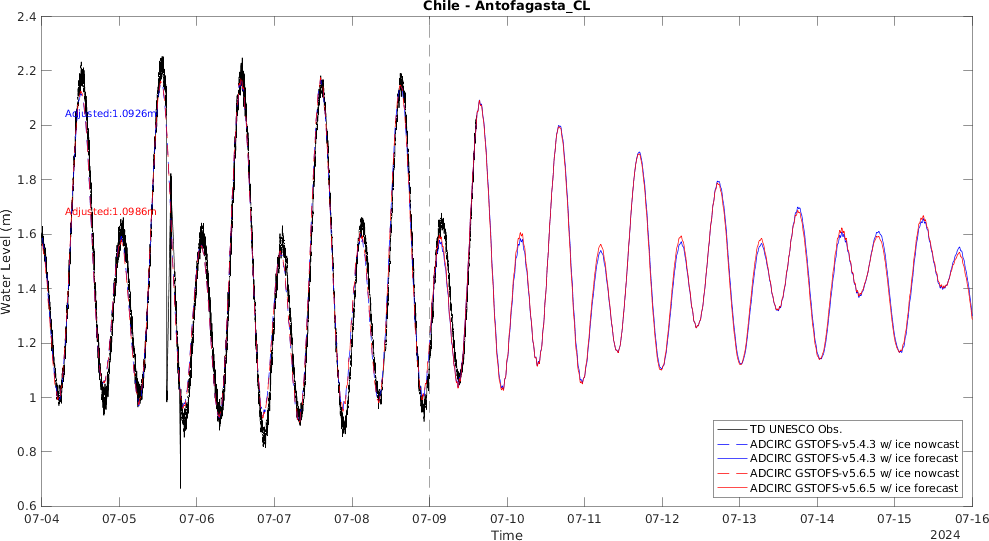 Chile - Antofagasta_CL
2.4
2.2
2
1.8
1.6
1.4
1.2
1
0.8
0.6
Water Level (m)
Adjusted:1.0926m
Adjusted:1.0986m
TD UNESCO Obs.
ADCIRC GSTOFS-v5.4.3 w/ ice nowcast
ADCIRC GSTOFS-v5.4.3 w/ ice forecast
ADCIRC GSTOFS-v5.6.5 w/ ice nowcast
ADCIRC GSTOFS-v5.6.5 w/ ice forecast
07-04 07-05 07-06 07-07 07-08 07-09 07-10 07-11 07-12 07-13 07-14 07-15 07-16
Time
2024